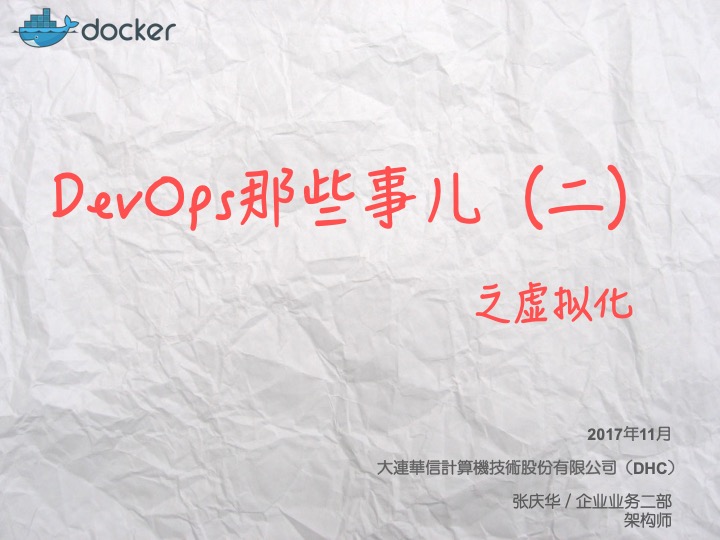 docker
DevOps那些事儿（二）
之虚拟化
2017年11月
大連華信計算機技術股份有限公司（DHC）
张庆华 / 企业业务二部
架构师